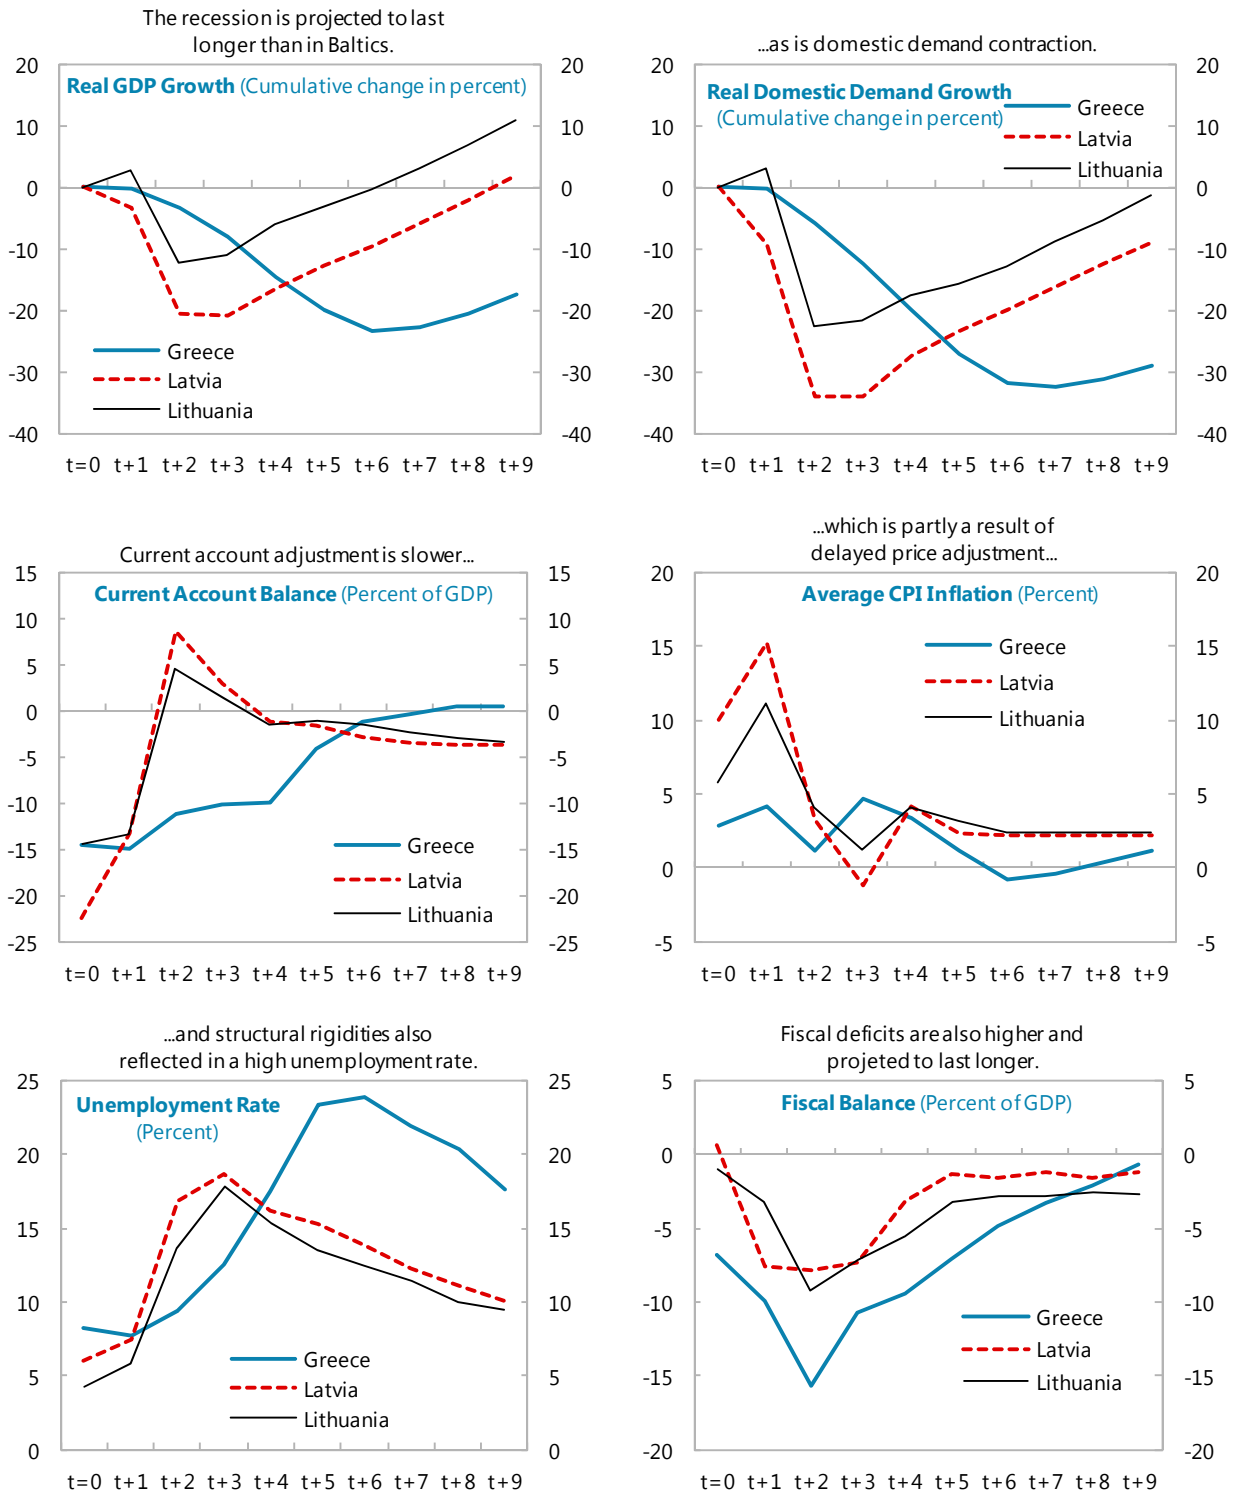 The recession is projected to last
longer than in Baltics.
Real GDP Growth (Cumulative change in percent)
20 20
10 10
0 0
-10 -10
-20 -20
-30 -30
-40 -40
Greece
Latvia
Lithuania
t=0 t+1 t+2 t+3 t+4 t+5 t+6 t+7 t+8 t+9
...as is domestic demand contraction.
Real Domestic Demand Growth
(Cumulative change in percent)
20 20
10 10
0 0
-10 -10
-20 -20
-30 -30
-40 -40
Greece
Latvia
Lithuania
t=0 t+1 t+2 t+3 t+4 t+5 t+6 t+7 t+8 t+9
Current account adjustment is slower...
Current Account Balance (Percent of GDP)
15 15
10 10
5 5
0 0
-5 -5
-10 -10
-15 -15
-20 -20
-25 -25
Greece
Latvia
Lithuania
t=0 t+1 t+2 t+3 t+4 t+5 t+6 t+7 t+8 t+9
...which is partly a result of
delayed price adjustment...
Average CPI Inflation (Percent)
20 20
15 15
10 10
5 5
0 0
-5 -5
Greece
Latvia
Lithuania
t=0 t+1 t+2 t+3 t+4 t+5 t+6 t+7 t+8 t+9
...and structural rigidities also
reflected in a high unemployment rate.
Unemployment Rate
(Percent)
25 25
20 20
15 15
10 10
5 5
0 0
Greece
Latvia
Lithuania
t=0 t+1 t+2 t+3 t+4 t+5 t+6 t+7 t+8 t+9
Fiscal deficits are also higher and
projeted to last longer.
Fiscal Balance (Percent of GDP)
5 5
0 0
-5 -5
-10 -10
-15 -15
-20 -20
Greece
Latvia
Lithuania
t=0 t+1 t+2 t+3 t+4 t+5 t+6 t+7 t+8 t+9